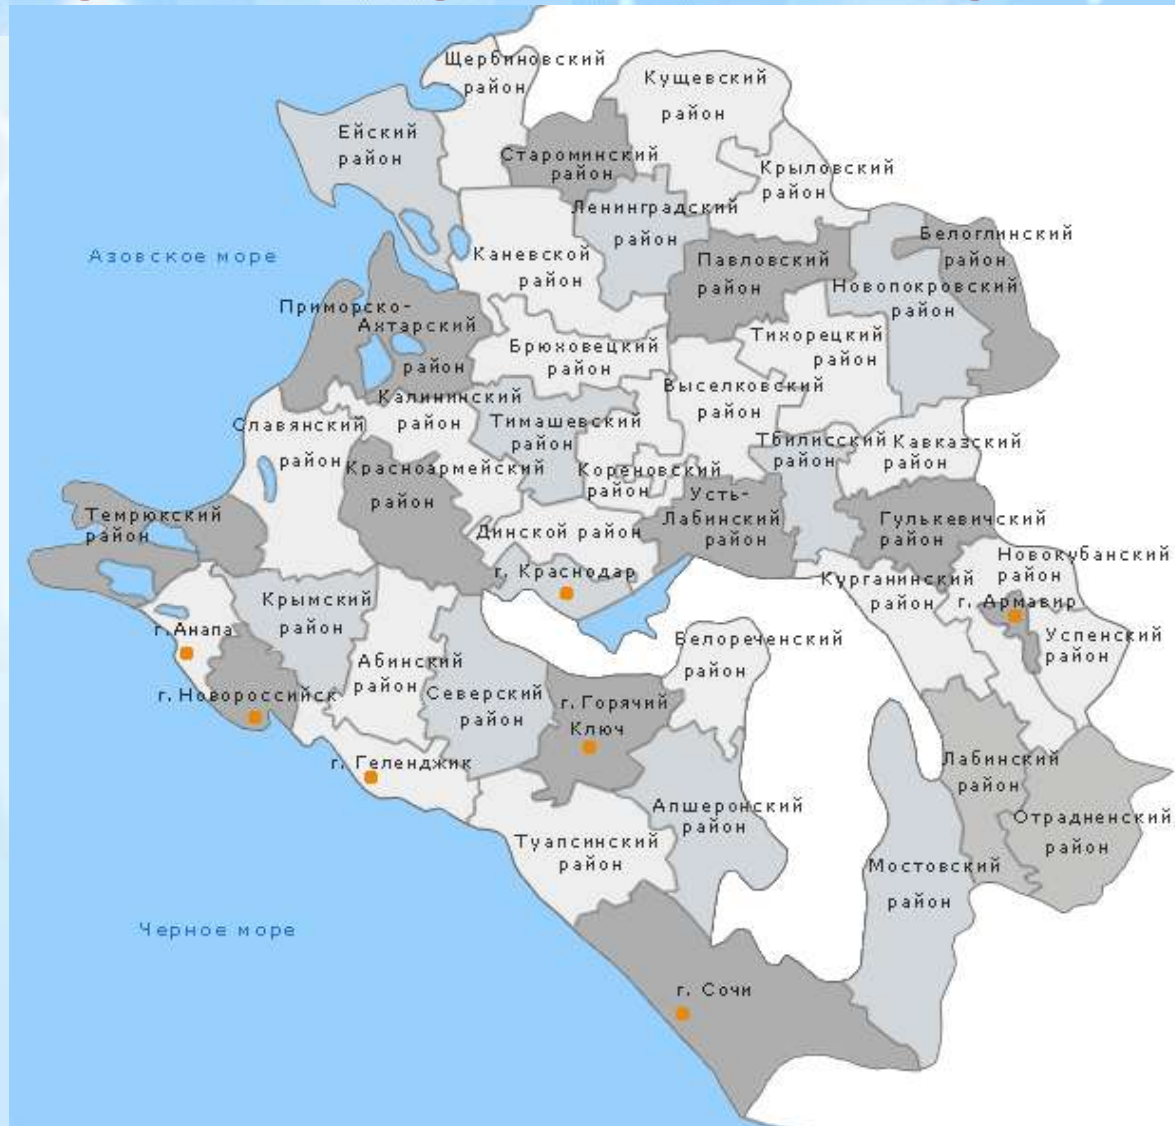 Щербиновский
район
Кущевский
район
Ейский
район
Староминский
район
Крыловский
район
Ленинградский
район
Белоглинский
район
Азовское море
Каневской
район
Павловский
район
Новопокровский
район
Приморско-
Ахтарский
район
Тихорецкий
район
Брюховецкий
район
Выселковский
район
Калининский
район
Славянский
район
Тимашевский
район
Тбилисский
район
Кавказский
район
Красноармейский
район
Кореновский
район
Усть-
Лабинский
район
Темрюкский
район
Динской район
Гулькевичский
район
Новокубанский
район
г. Краснодар
Курганинский
район
г. Армавир
Крымский
район
г.Анапа
Успенский
район
Белореченский
район
Абинский
район
г. Новороссийск
Северский
район
г. Горячий
Ключ
г. Геленджик
Лабинский
район
Апшеронский
район
Отрадненский
район
Туапсинский
район
Мостовский
район
Черное море
г. Сочи